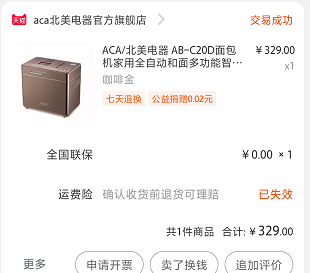 天猫 aca北美电器官方旗舰店 > 交易成功
ACA/北美电器 AB-C20D面包 ¥329.00
机家用全自动和面多功能智… x1
咖啡金
七天退换 公益捐赠0.02元
全国联保 ¥0.00 ×1
运费险 确认收货前退货可理赔 已失效
共1件商品 合计: ¥329.00
更多 申请开票 卖了换钱 追加评价